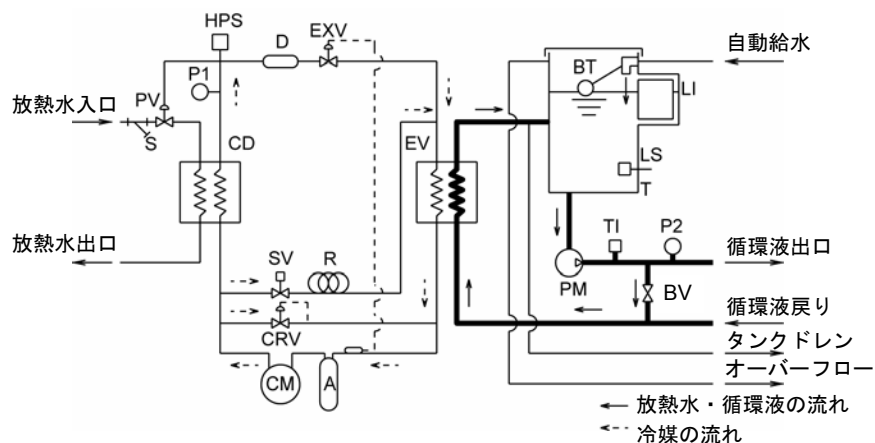 HPS
D
EXV
自動給水
P1
BT
LI
PV
放熱水入口
S
CD
EV
LS
T
放熱水出口
SV
R
TI
P2
循環液出口
PM
BV
循環液戻り
CRV
タンクドレン
CM
A
オーバーフロー
放熱水・循環液の流れ
冷媒の流れ